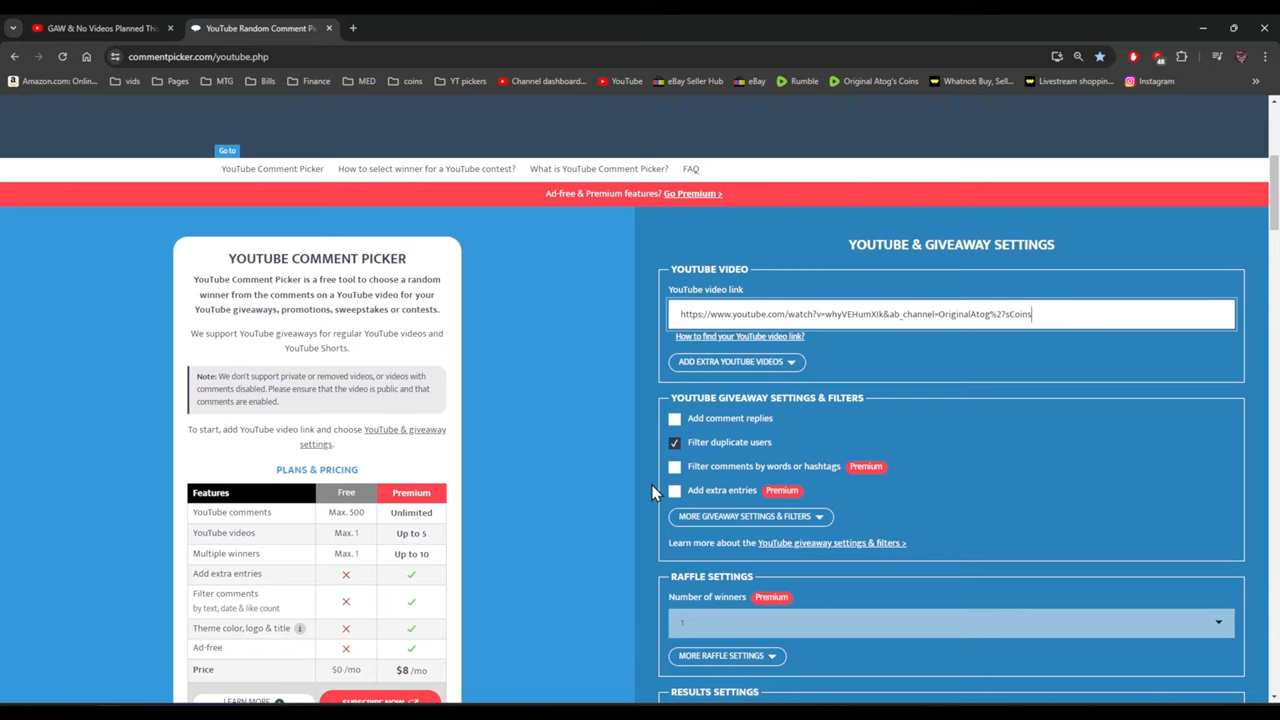 GAW & No Videos Planned Thi
YouTube Random Comment Pi
commentpicker.com/youtube.php
48
Amazon.com: Online... vids Pages MTG Bills Finance MED coins YT pickers Channel dashboard... YouTube eBay Seller Hub eBay Rumble Original Atog's Coins Whatnot: Buy, Sell,... Livestream shoppin... Instagram
Go to
YouTube Comment Picker How to select winner for a YouTube contest? What is YouTube Comment Picker? FAQ
Ad-free & Premium features? Go Premium >
YOUTUBE COMMENT PICKER
YouTube Comment Picker is a free tool to choose a random
winner from the comments on a YouTube video for your
YouTube giveaways, promotions, sweepstakes or contests.
We support YouTube giveaways for regular YouTube videos and
YouTube Shorts.
Note: We don't support private or removed videos, or videos with
comments disabled. Please ensure that the video is public and that
comments are enabled.
To start, add YouTube video link and choose YouTube & giveaway
settings.
PLANS & PRICING
Features Free Premium
YouTube comments Max. 500 Unlimited
YouTube videos Max. 1 Up to 5
Multiple winners Max. 1 Up to 10
Add extra entries
Filter comments
by text, date & like count
Theme color, logo & title i
Ad-free
Price $0 /mo $8 /mo
LEARN MORE SUBSCRIBE NOW
YOUTUBE & GIVEAWAY SETTINGS
YOUTUBE VIDEO
YouTube video link
https://www.youtube.com/watch?v=whyVEHumXIk&ab_channel=OriginalAtog%27sCoins
How to find your YouTube video link?
ADD EXTRA YOUTUBE VIDEOS
YOUTUBE GIVEAWAY SETTINGS & FILTERS
Add comment replies
Filter duplicate users
Filter comments by words or hashtags Premium
Add extra entries Premium
MORE GIVEAWAY SETTINGS & FILTERS
Learn more about the YouTube giveaway settings & filters >
RAFFLE SETTINGS
Number of winners Premium
1
MORE RAFFLE SETTINGS
RESULTS SETTINGS